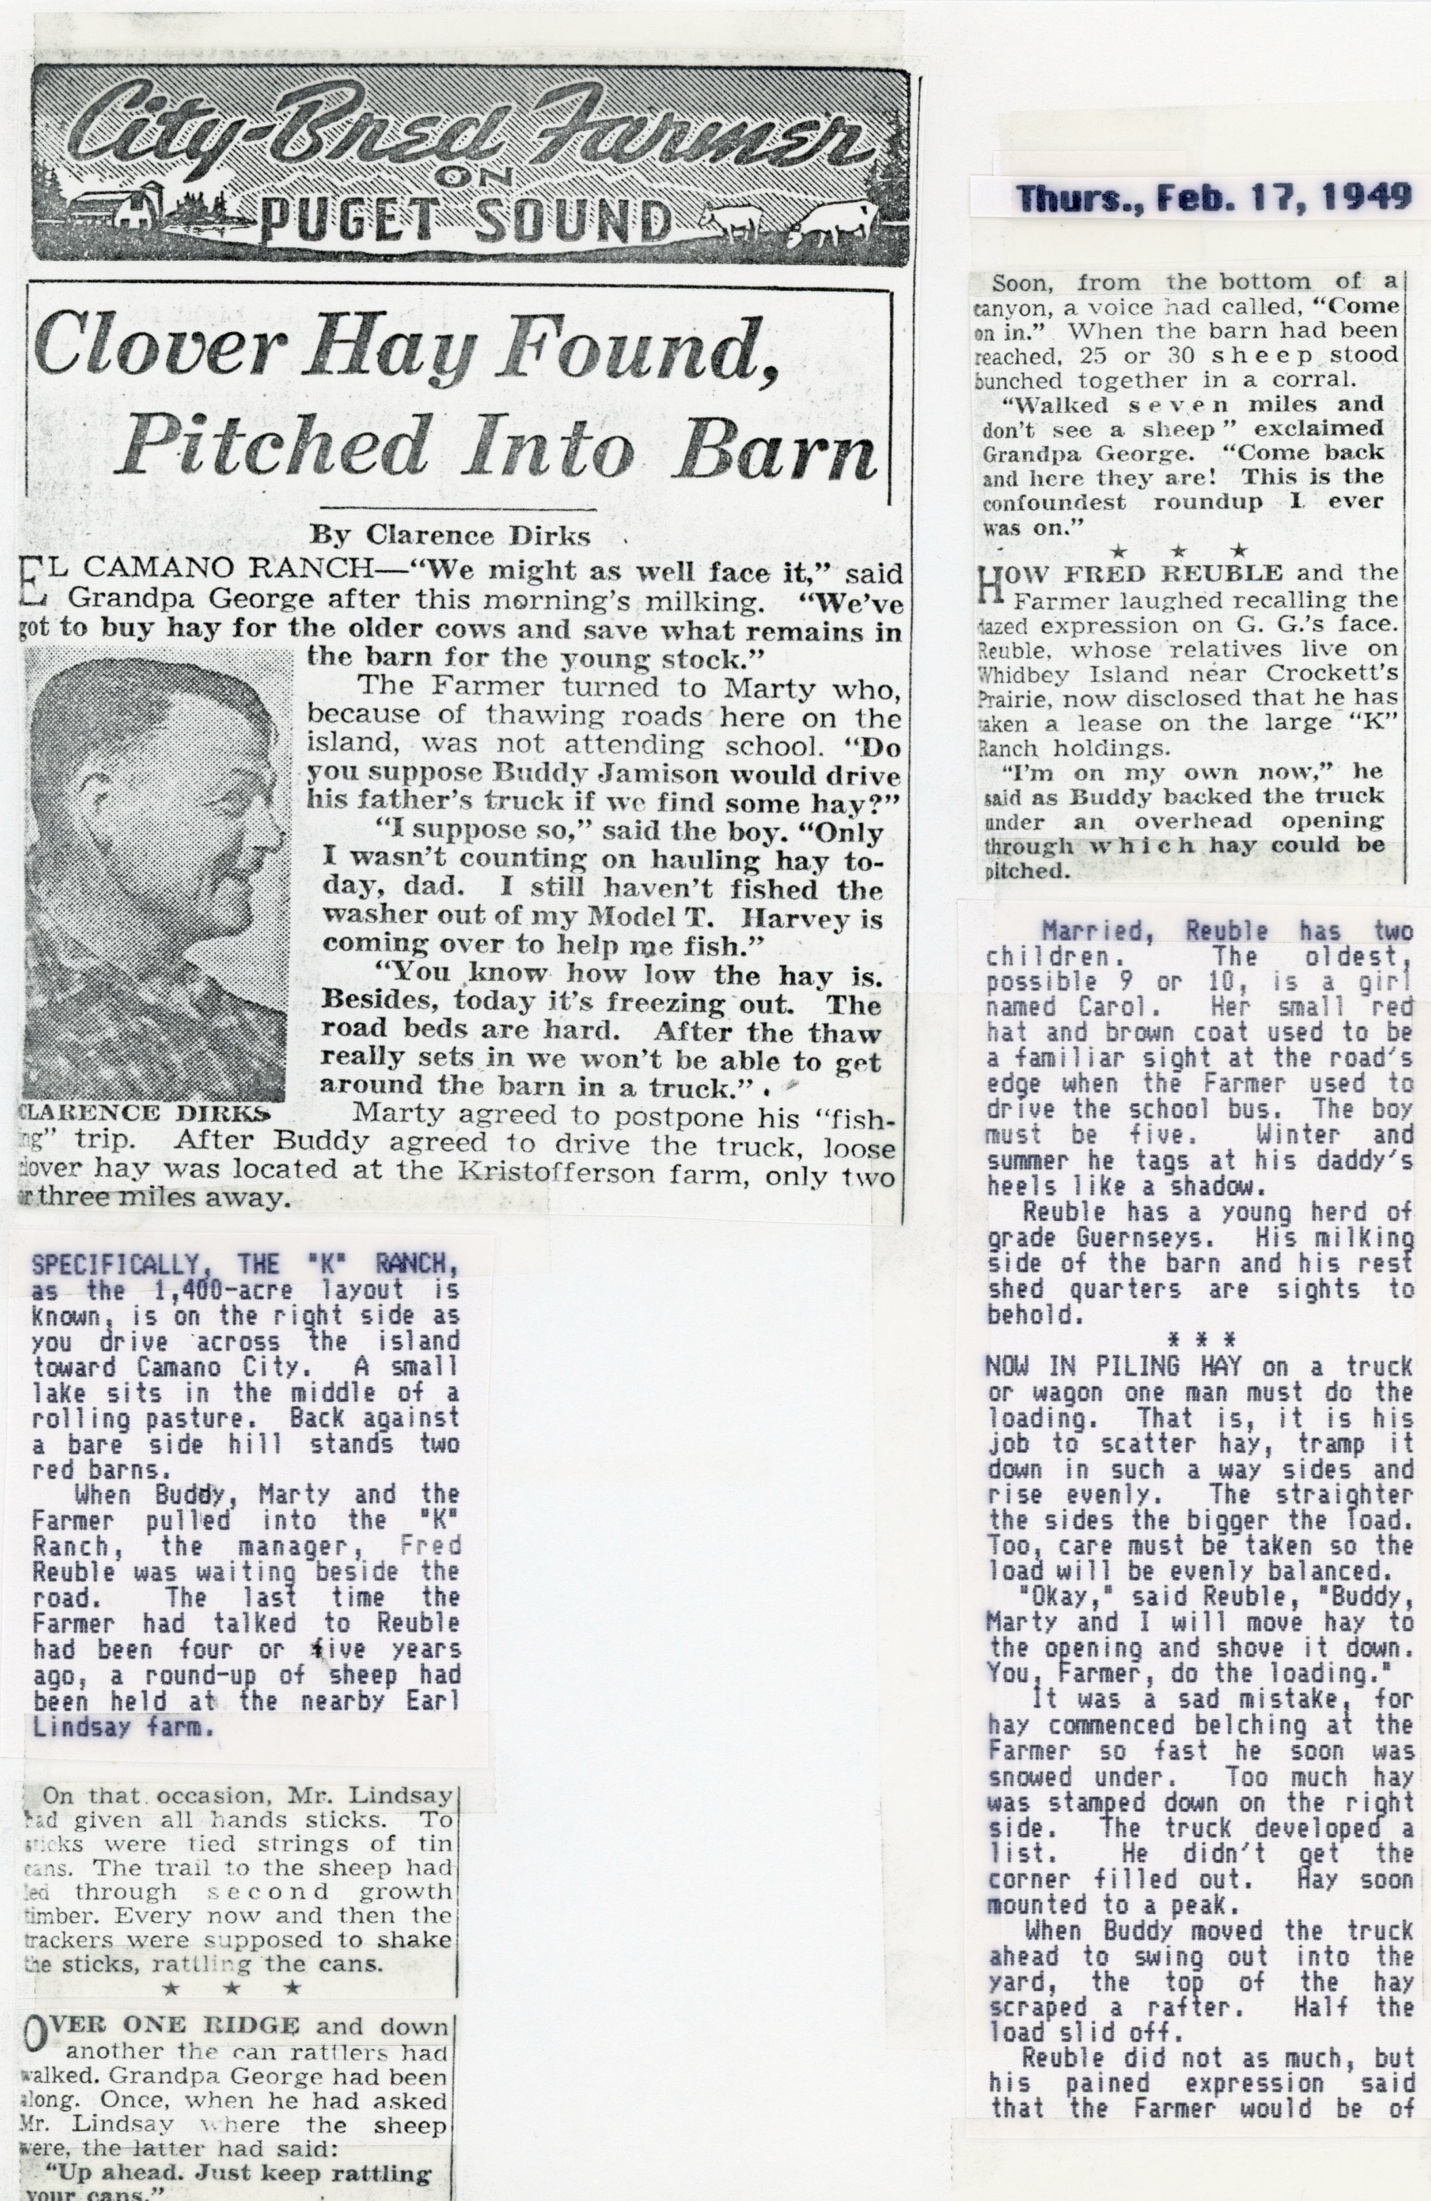 City-Bred Farmer
ON
PUGET SOUND
Clover Hay Found,
Pitched Into Barn
By Clarence Dirks
EL CAMANO RANCH—“We might as well face it,” said
Grandpa George after this morning’s milking. “We’ve
got to buy hay for the older cows and save what remains in
the barn for the young stock.”
The Farmer turned to Marty who,
because of thawing roads here on the
island, was not attending school. “Do
you suppose Buddy Jamison would drive
his father’s truck if we find some hay?”
“I suppose so,” said the boy. “Only
I wasn’t counting on hauling hay to-
day, dad. I still haven’t fished the
washer out of my Model T. Harvey is
coming over to help me fish.”
“You know how low the hay is.
Besides, today it’s freezing out. The
road beds are hard. After the thaw
really sets in we won’t be able to get
around the barn in a truck.”
CLARENCE DIRKS
Marty agreed to postpone his “fish-
ing” trip. After Buddy agreed to drive the truck, loose
clover hay was located at the Kristofferson farm, only two
or three miles away.
SPECIFICALLY, THE "K" RANCH,
as the 1,400-acre layout is
known, is on the right side as
you drive across the island
toward Camano City. A small
lake sits in the middle of a
rolling pasture. Back against
a bare side hill stands two
red barns.
When Buddy, Marty and the
Farmer pulled into the "K"
Ranch, the manager, Fred
Reuble was waiting beside the
road. The last time the
Farmer had talked to Reuble
had been four or five years
ago, a round-up of sheep had
been held at the nearby Earl
Lindsay farm.
On that occasion, Mr. Lindsay
had given all hands sticks. To
sticks were tied strings of tin
cans. The trail to the sheep had
led through second growth
timber. Every now and then the
trackers were supposed to shake
the sticks, rattling the cans.
★ ★ ★
OVER ONE RIDGE and down
another the can rattlers had
walked. Grandpa George had been
along. Once, when he had asked
Mr. Lindsay where the sheep
were, the latter had said:
“Up ahead. Just keep rattling
your cans.”
Thurs., Feb. 17, 1949
Soon, from the bottom of a
canyon, a voice had called, “Come
on in.” When the barn had been
reached, 25 or 30 sheep stood
bunched together in a corral.
“Walked seven miles and
don’t see a sheep” exclaimed
Grandpa George. “Come back
and here they are! This is the
confoundest roundup I ever
was on.”
★ ★ ★
HOW FRED REUBLE and the
Farmer laughed recalling the
dazed expression on G. G.’s face.
Reuble, whose relatives live on
Whidbey Island near Crockett’s
Prairie, now disclosed that he has
taken a lease on the large “K”
Ranch holdings.
“I’m on my own now,” he
said as Buddy backed the truck
under an overhead opening
through which hay could be
pitched.
Married, Reuble has two
children. The oldest,
possible 9 or 10, is a girl
named Carol. Her small red
hat and brown coat used to be
a familiar sight at the road's
edge when the Farmer used to
drive the school bus. The boy
must be five. Winter and
summer he tags at his daddy's
heels like a shadow.
Reuble has a young herd of
grade Guernseys. His milking
side of the barn and his rest
shed quarters are sights to
behold.
* * *
NOW IN PILING HAY on a truck
or wagon one man must do the
loading. That is, it is his
job to scatter hay, tramp it
down in such a way sides and
rise evenly. The straighter
the sides the bigger the load.
Too, care must be taken so the
load will be evenly balanced.
"Okay," said Reuble, "Buddy,
Marty and I will move hay to
the opening and shove it down.
You, Farmer, do the loading."
It was a sad mistake, for
hay commenced belching at the
Farmer so fast he soon was
snowed under. Too much hay
was stamped down on the right
side. The truck developed a
list. He didn't get the
corner filled out. Hay soon
mounted to a peak.
When Buddy moved the truck
ahead to swing out into the
yard, the top of the hay
scraped a rafter. Half the
load slid off.
Reuble did not as much, but
his pained expression said
that the Farmer would be of